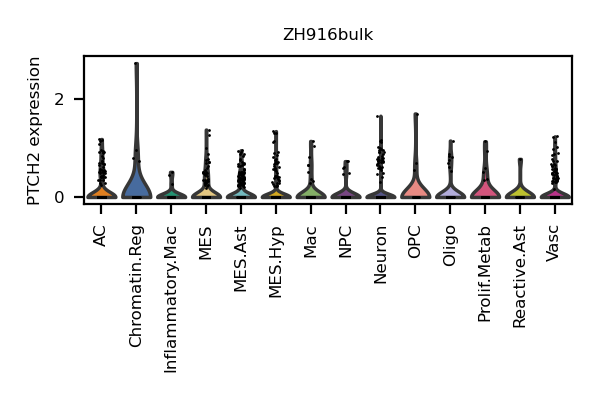 ZH916bulk
PTCH2 expression
2
0
AC
Chromatin.Reg
Inflammatory.Mac
MES
MES.Ast
MES.Hyp
Mac
NPC
Neuron
OPC
Oligo
Prolif.Metab
Reactive.Ast
Vasc